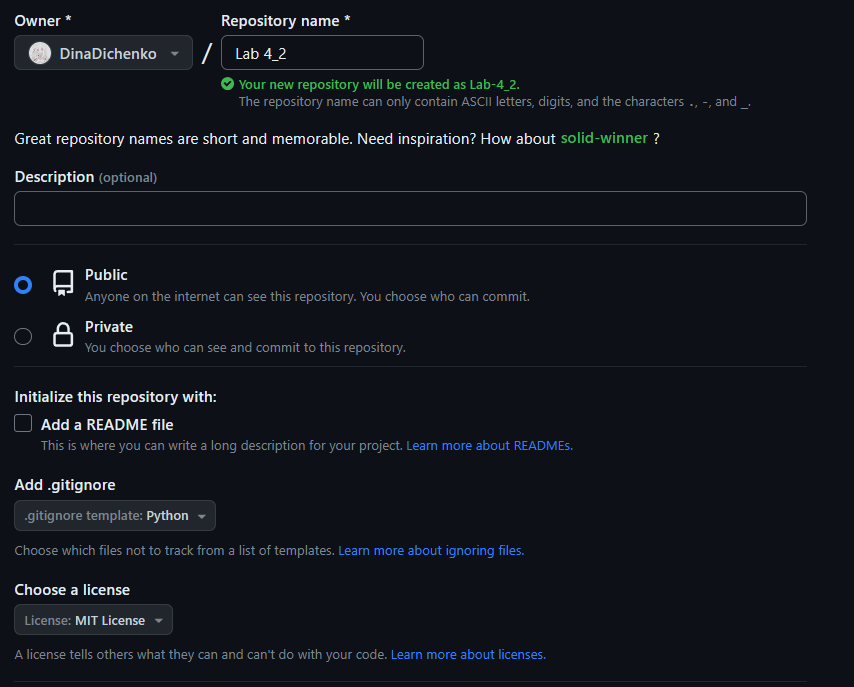 Owner * Repository name *
DinaDichenko / Lab 4_2
Your new repository will be created as Lab-4_2.
The repository name can only contain ASCII letters, digits, and the characters ., -, and _.
Great repository names are short and memorable. Need inspiration? How about solid-winner ?
Description (optional)
Public
Anyone on the internet can see this repository. You choose who can commit.
Private
You choose who can see and commit to this repository.
Initialize this repository with:
Add a README file
This is where you can write a long description for your project. Learn more about READMEs.
Add .gitignore
.gitignore template: Python
Choose which files not to track from a list of templates. Learn more about ignoring files.
Choose a license
License: MIT License
A license tells others what they can and can't do with your code. Learn more about licenses.